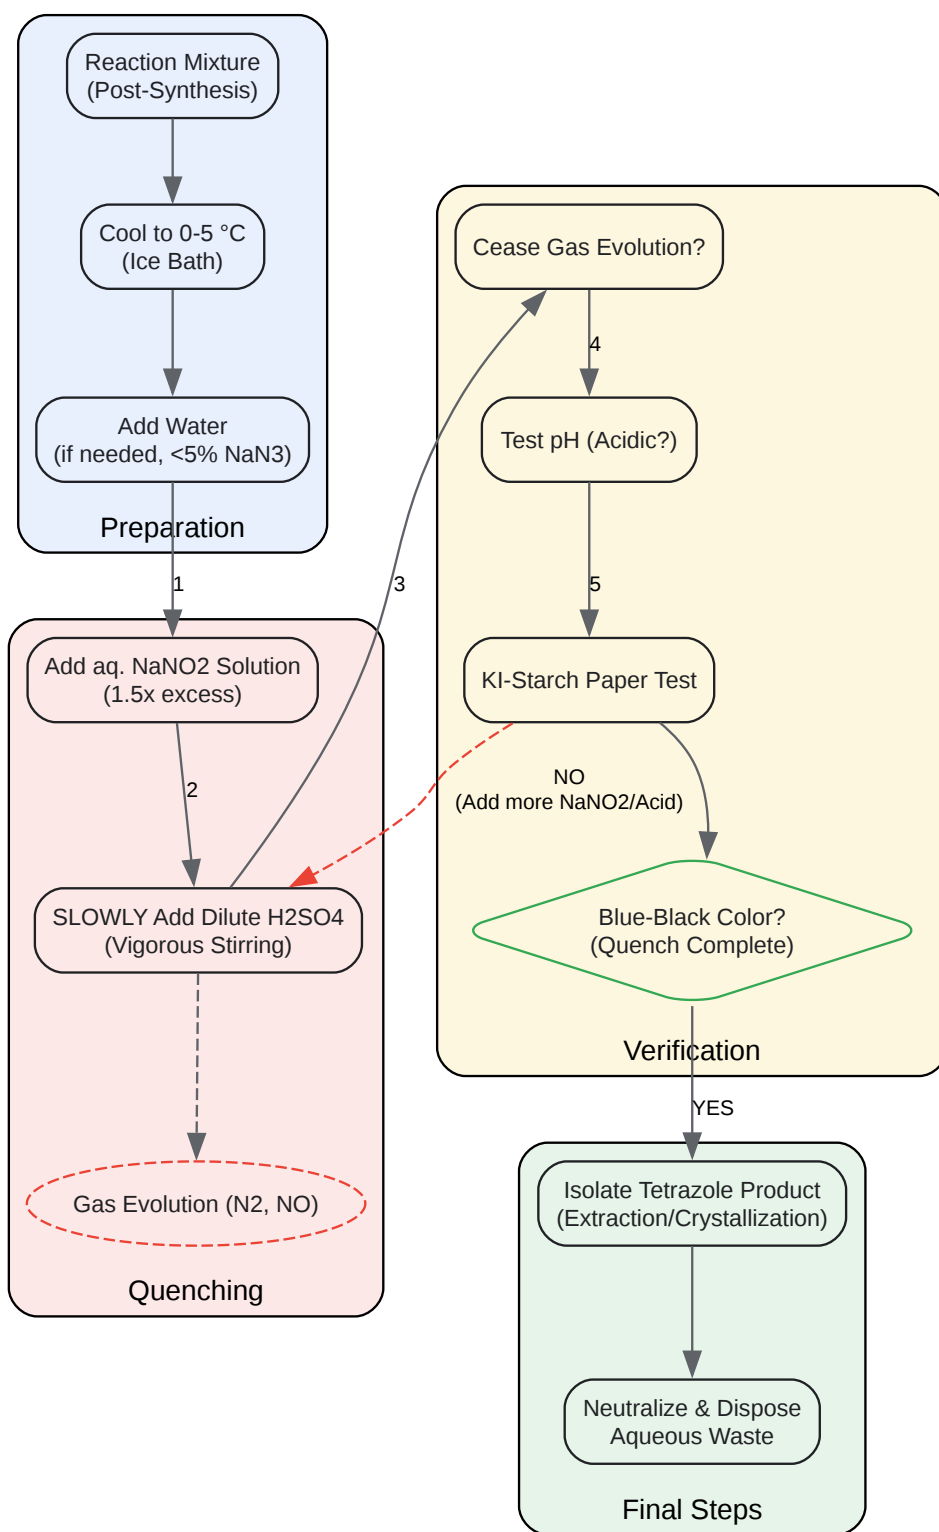 Reaction Mixture
(Post-Synthesis)
Cool to 0-5 °C
(Ice Bath)
Add Water
(if needed, <5% NaN3)
Preparation
1
Add aq. NaNO2 Solution
(1.5x excess)
2
SLOWLY Add Dilute H2SO4
(Vigorous Stirring)
Gas Evolution (N2, NO)
Quenching
3
Cease Gas Evolution?
4
Test pH (Acidic?)
5
KI-Starch Paper Test
NO
(Add more NaNO2/Acid)
Blue-Black Color?
(Quench Complete)
Verification
YES
Isolate Tetrazole Product
(Extraction/Crystallization)
Neutralize & Dispose
Aqueous Waste
Final Steps